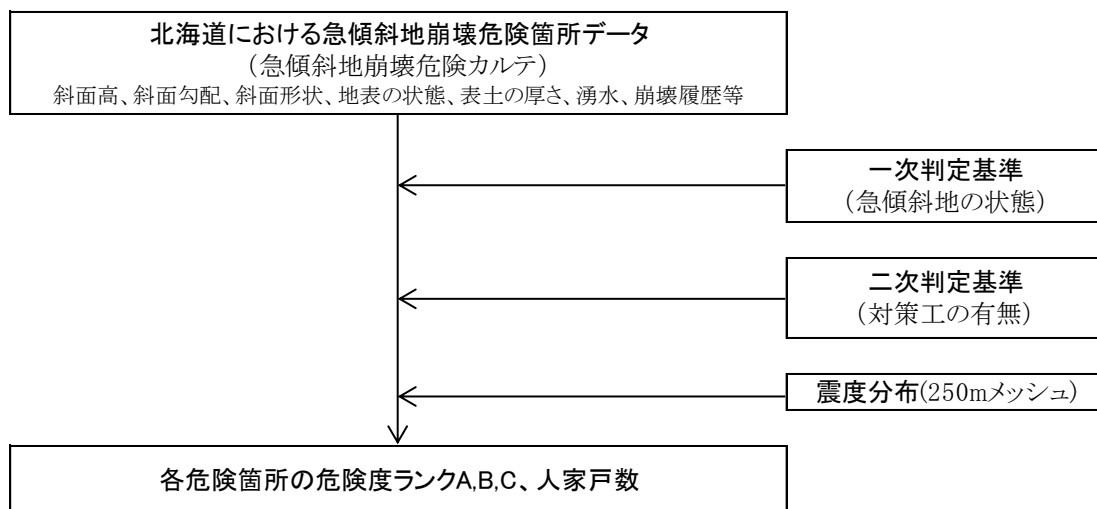 北海道における急傾斜地崩壊危険箇所データ
（急傾斜地崩壊危険カルテ）
斜面高、斜面勾配、斜面形状、地表の状態、表土の厚さ、湧水、崩壊履歴等
一次判定基準
（急傾斜地の状態）
二次判定基準
（対策工の有無）
震度分布(250mメッシュ)
各危険箇所の危険度ランクA,B,C、人家戸数